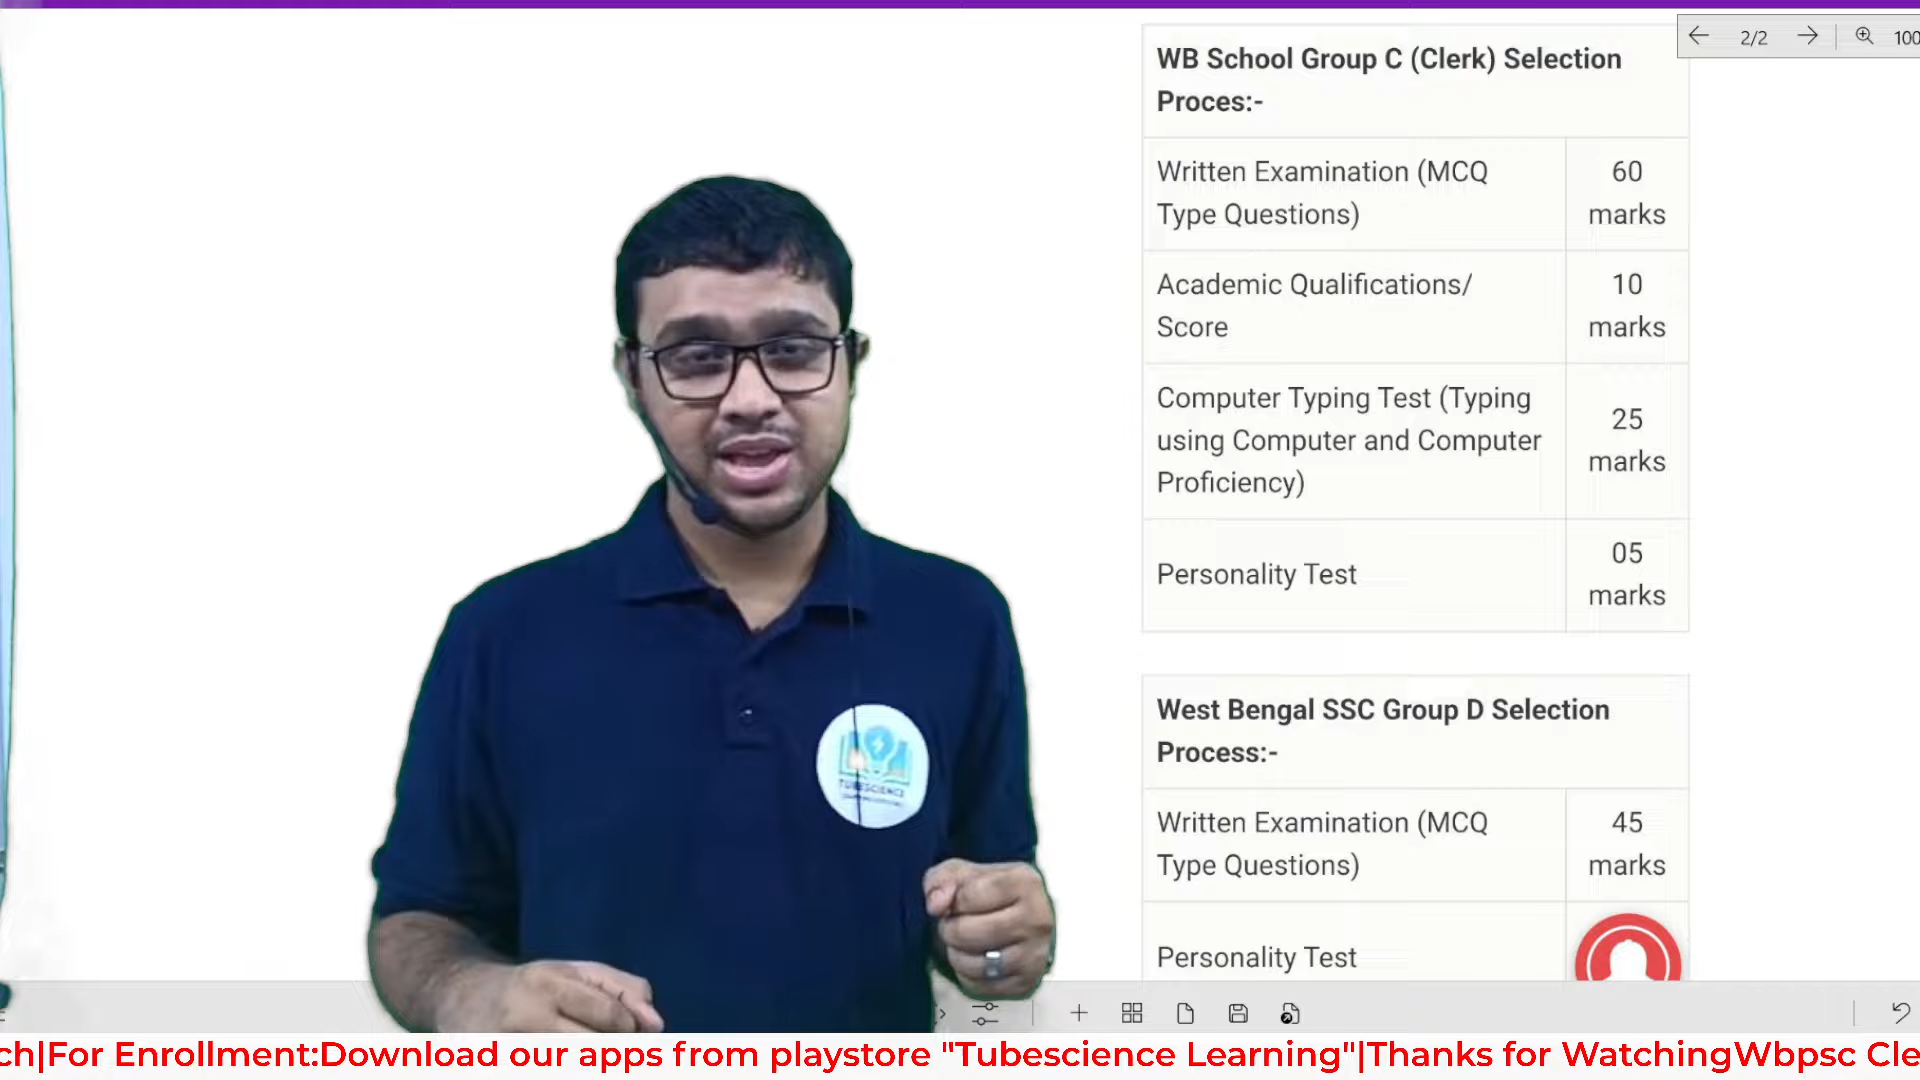 2/2
100
WB School Group C (Clerk) Selection
Proces:-
Written Examination (MCQ
Type Questions)
60
marks
Academic Qualifications/
Score
10
marks
Computer Typing Test (Typing
using Computer and Computer
Proficiency)
25
marks
Personality Test
05
marks
West Bengal SSC Group D Selection
Process:-
Written Examination (MCQ
Type Questions)
45
marks
Personality Test
TUBESCIENCE
ch|For Enrollment:Download our apps from playstore "Tubescience Learning"|Thanks for WatchingWbpsc Cle